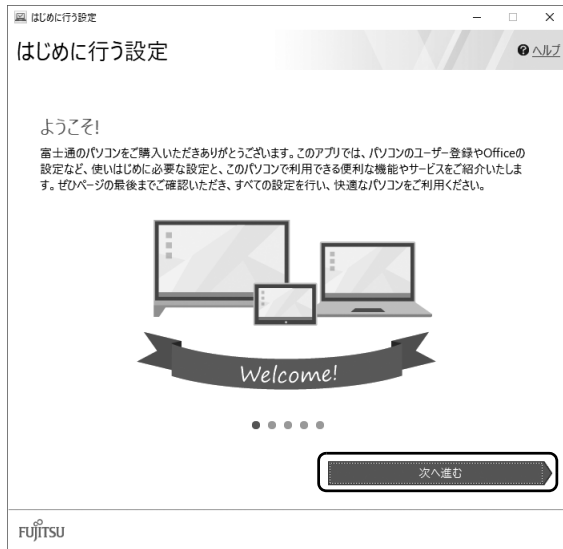 はじめに行う設定
はじめに行う設定
ヘルプ
ようこそ!
富士通のパソコンをご購入いただきありがとうございます。このアプリでは、パソコンのユーザー登録やOfficeの
設定など、使いはじめに必要な設定と、このパソコンで利用できる便利な機能やサービスをご紹介いたしま
す。ぜひページの最後までご確認いただき、すべての設定を行い、快適なパソコンをご利用ください。
Welcome!
次へ進む
FUJITSU